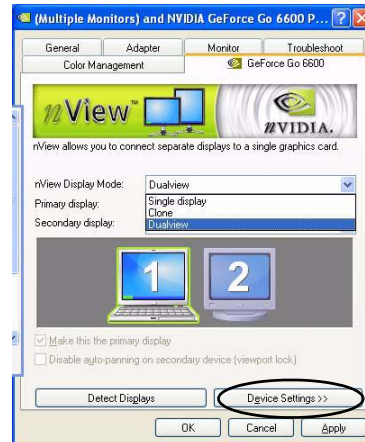 (Multiple Monitors) and NVIDIA GeForce Go 6600 P...
General Adapter Monitor Troubleshoot
Color Management GeForce Go 6600
nView™ nVIDIA.
nView allows you to connect separate displays to a single graphics card.
nView Display Mode: Dualview
Primary display: Single display
Clone
Secondary display: Dualview
1 2
Make this the primary display
Disable auto-panning on secondary device (viewport lock)
Detect Displays Device Settings >>
OK Cancel Apply